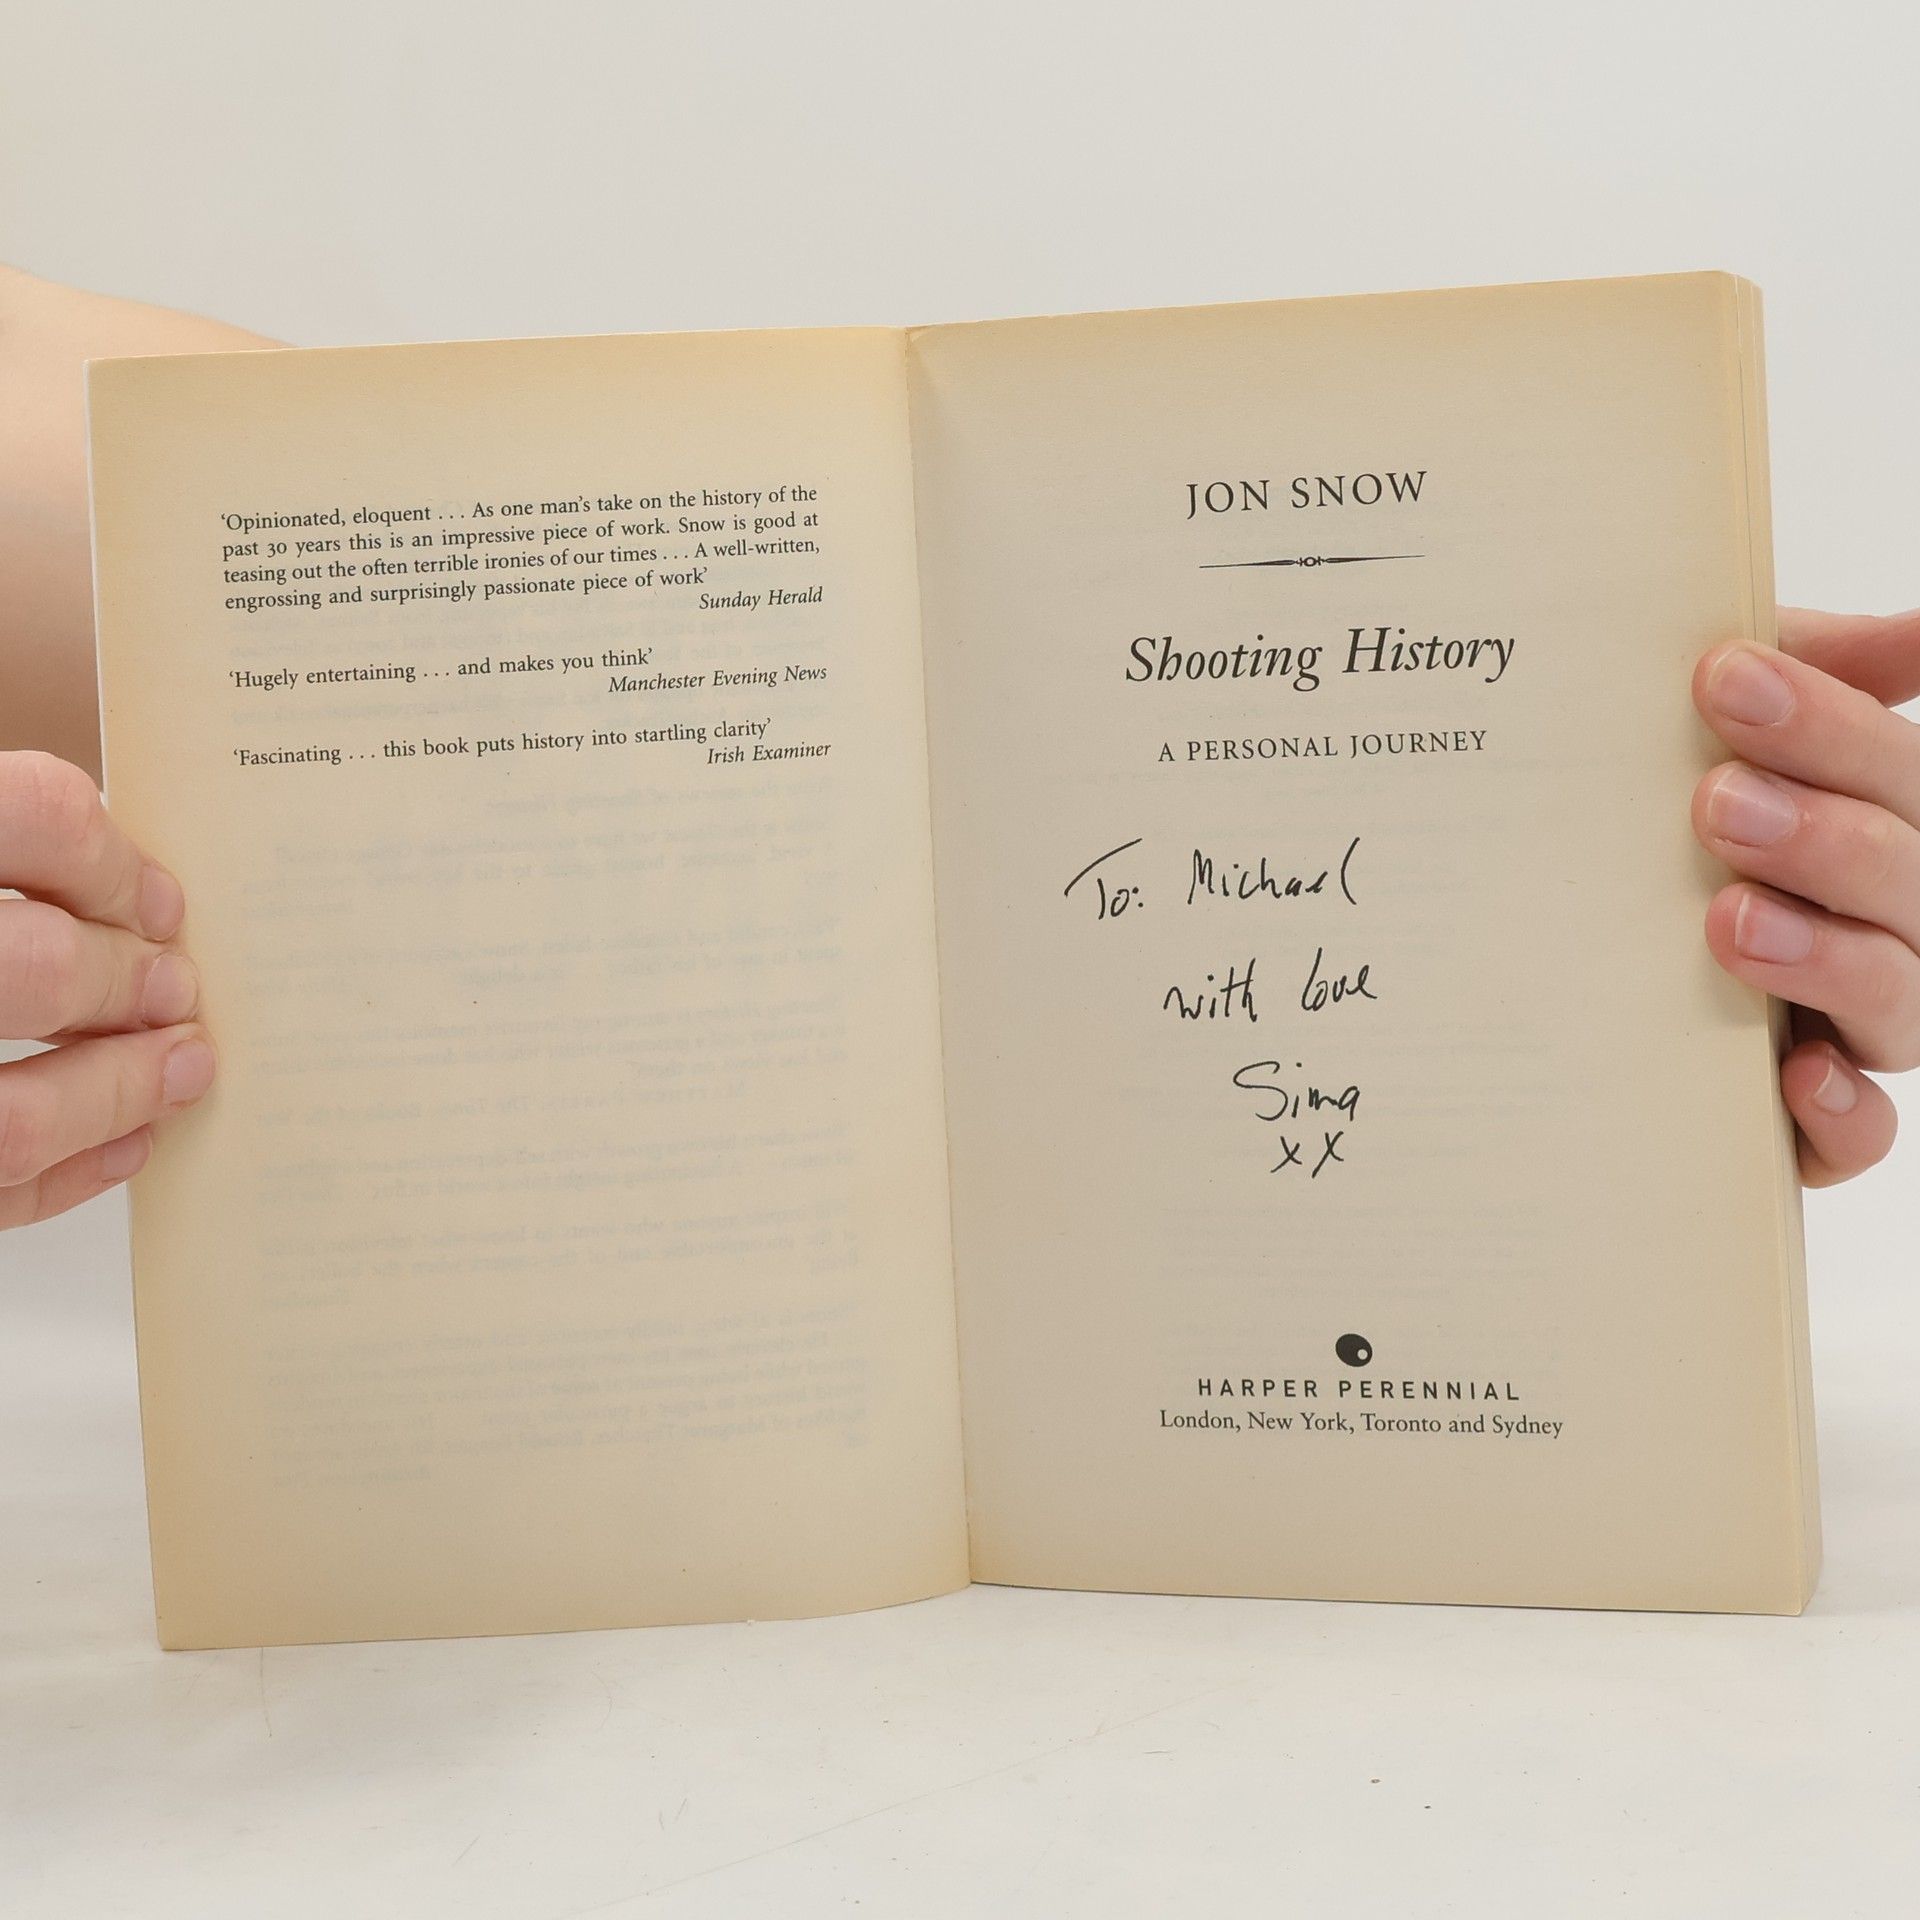 ‘Opinionated, eloquent . . . As one man’s take on the history of the
past 30 years this is an impressive piece of work. Snow is good at
teasing out the often terrible ironies of our times . . . A well-written,
engrossing and surprisingly passionate piece of work’
Sunday Herald
‘Hugely entertaining . . . and makes you think’
Manchester Evening News
‘Fascinating . . . this book puts history into startling clarity’
Irish Examiner
JON SNOW
Shooting History
A PERSONAL JOURNEY
To: Michael
with love
Sima
x x
HARPER PERENNIAL
London, New York, Toronto and Sydney